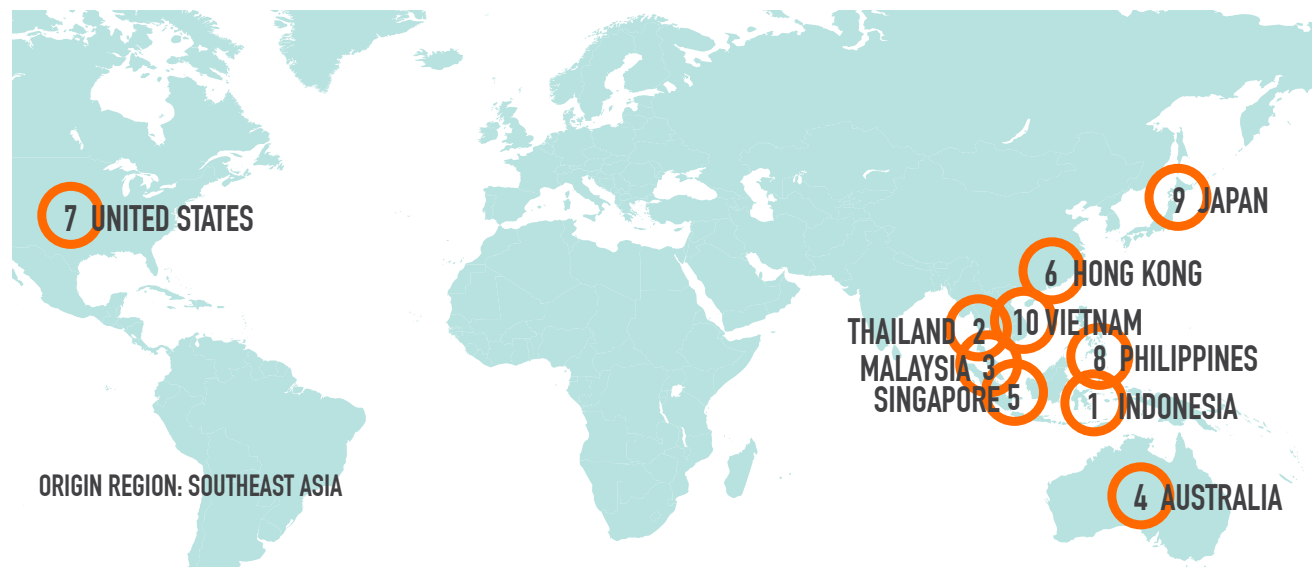 9 JAPAN
7 UNITED STATES
6 HONG KONG
10 VIETNAM
THAILAND 2
8 PHILIPPINES
MALAYSIA 3
SINGAPORE 5
1 INDONESIA
ORIGIN REGION: SOUTHEAST ASIA
4 AUSTRALIA